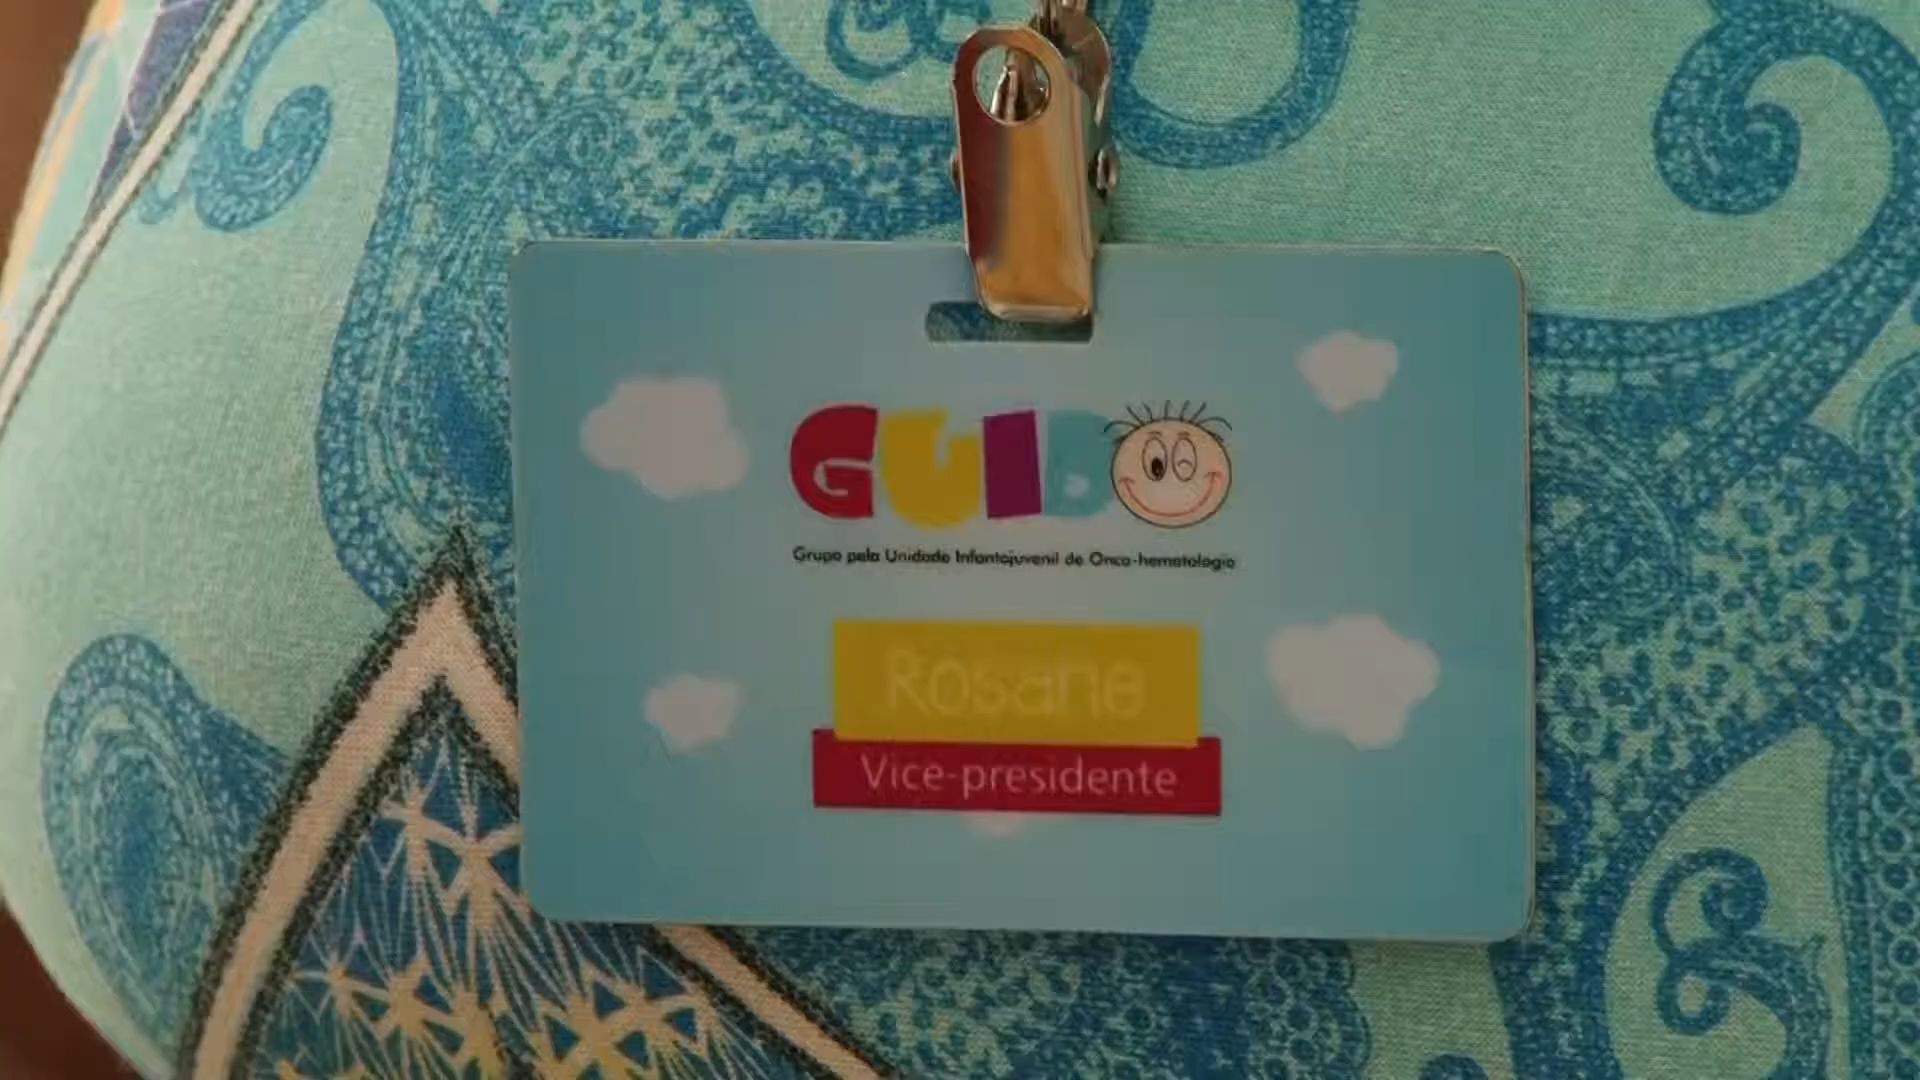 GUIDO
Grupo pela Unidade Infantojuvenil de Onco-hematologia
Rosane
Vice-presidente